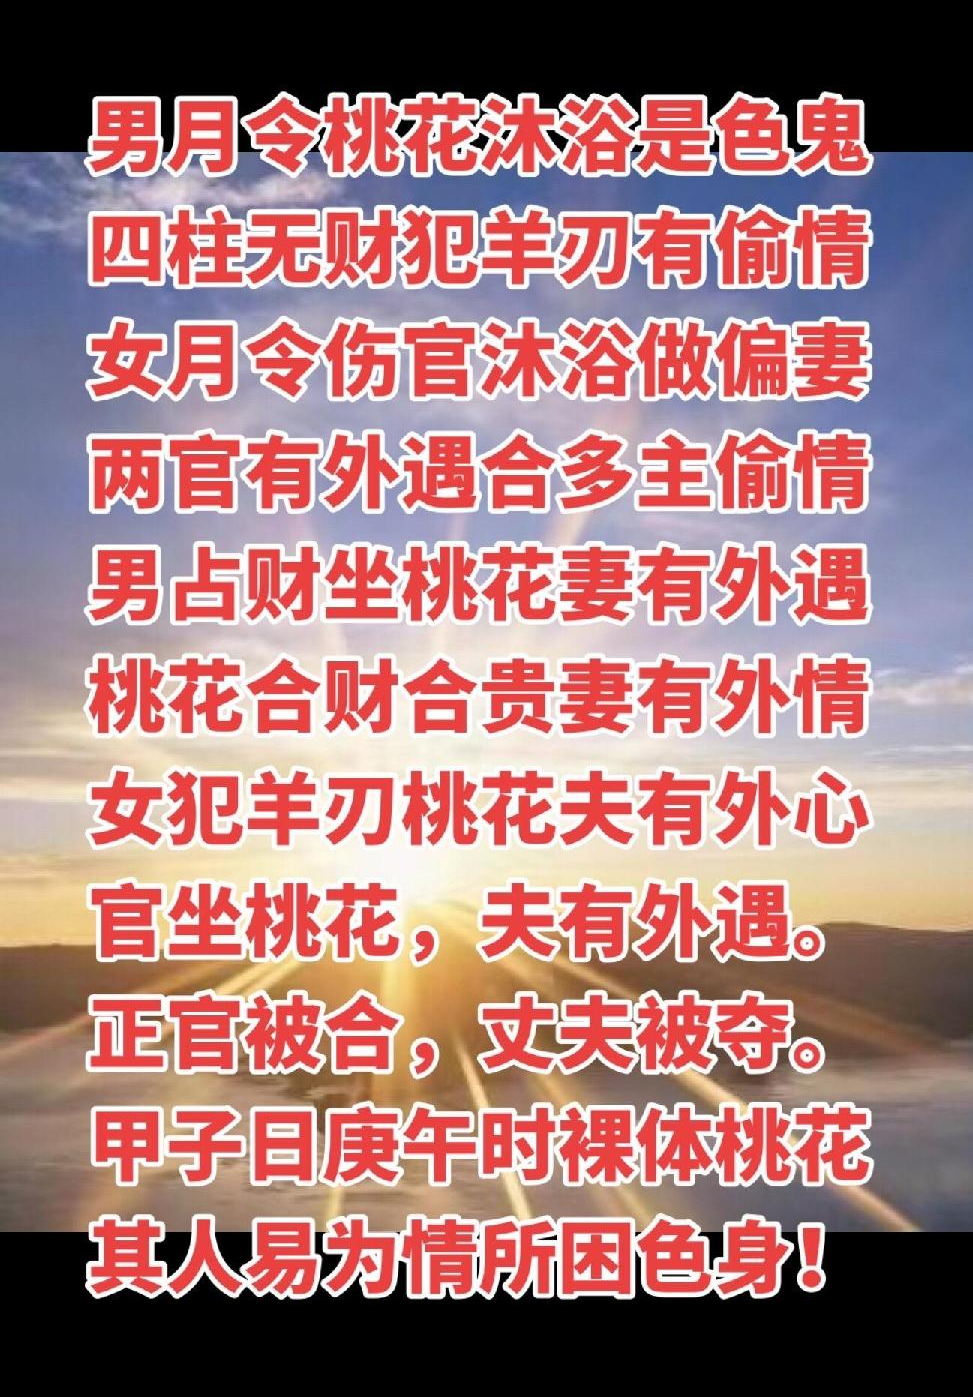 男月令桃花沐浴是色鬼
四柱无财犯羊刃有偷情
女月令伤官沐浴做偏妻
两官有外遇合多主偷情
男占财坐桃花妻有外遇
桃花合财合贵妻有外情
女犯羊刃桃花夫有外心
官坐桃花，夫有外遇。
正官被合，丈夫被夺。
甲子日庚午时裸体桃花
其人易为情所困色身！